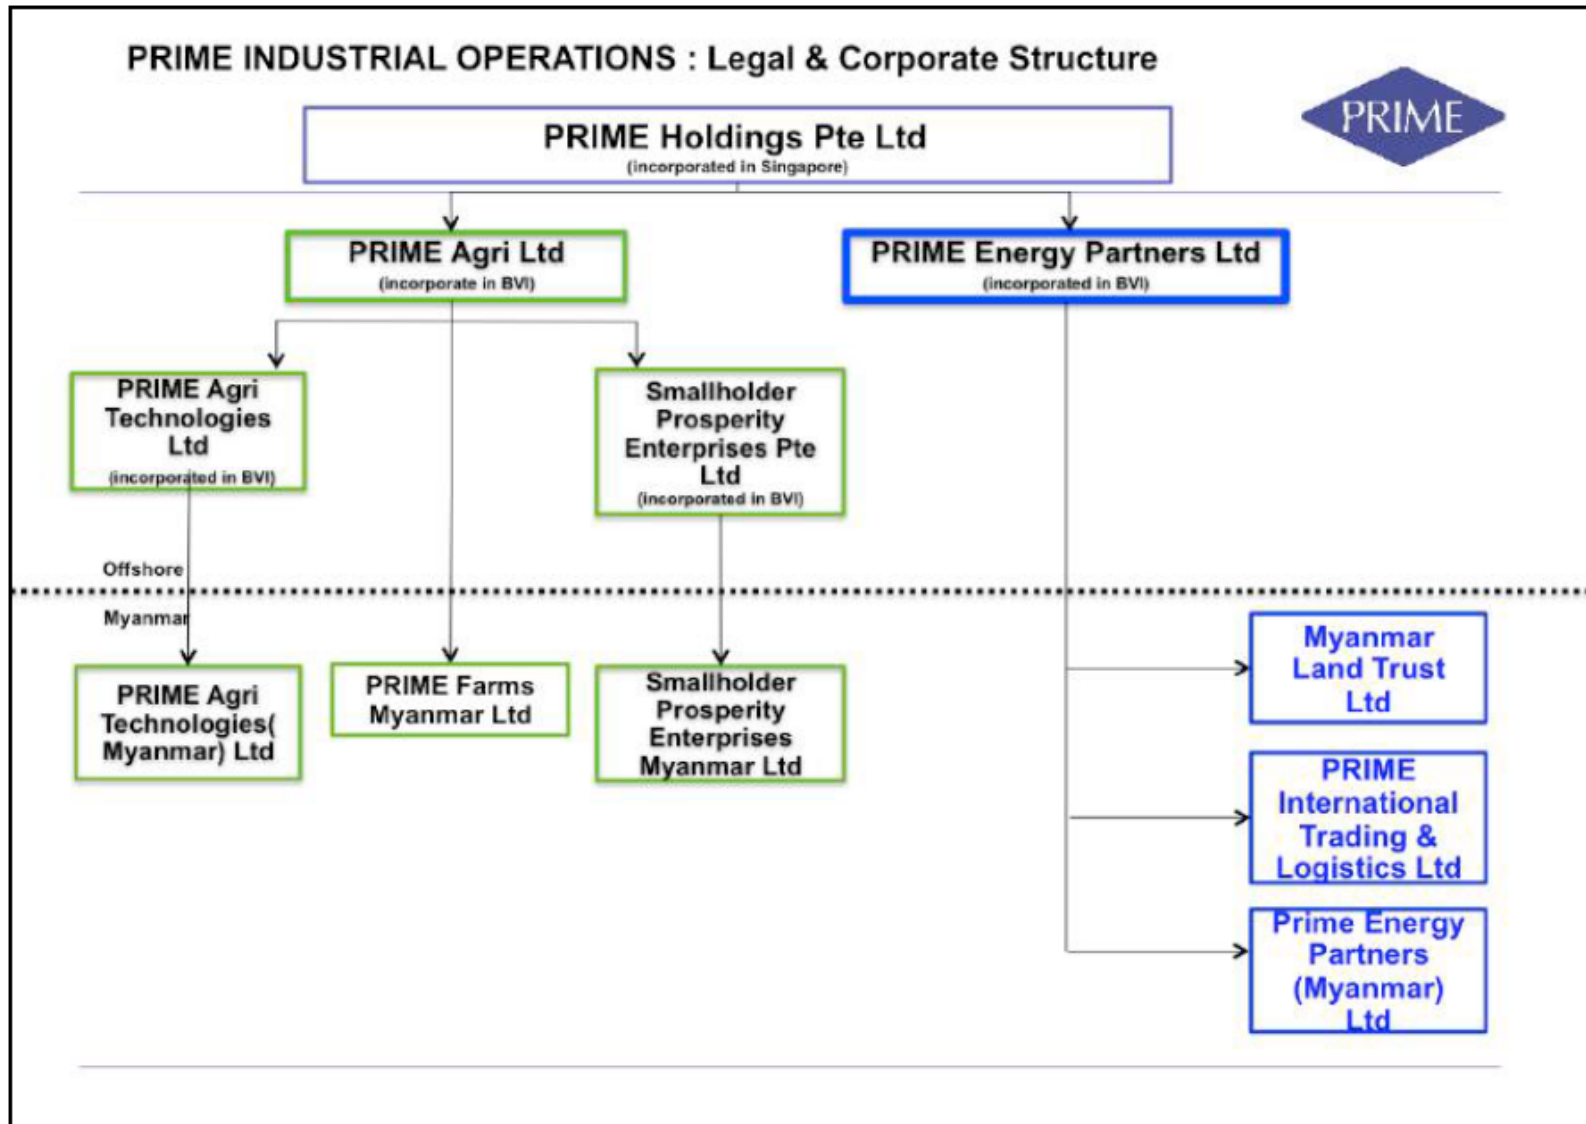 PRIME INDUSTRIAL OPERATIONS : Legal & Corporate Structure
PRIME
PRIME Holdings Pte Ltd
(incorporated in Singapore)
PRIME Agri Ltd
(incorporate in BVI)
PRIME Energy Partners Ltd
(incorporated in BVI)
PRIME Agri
Technologies
Ltd
(incorporated in BVI)
Smallholder
Prosperity
Enterprises Pte
Ltd
(incorporated in BVI)
Offshore
Myanmar
PRIME Agri
Technologies(
Myanmar) Ltd
PRIME Farms
Myanmar Ltd
Smallholder
Prosperity
Enterprises
Myanmar Ltd
Myanmar
Land Trust
Ltd
PRIME
International
Trading &
Logistics Ltd
Prime Energy
Partners
(Myanmar)
Ltd